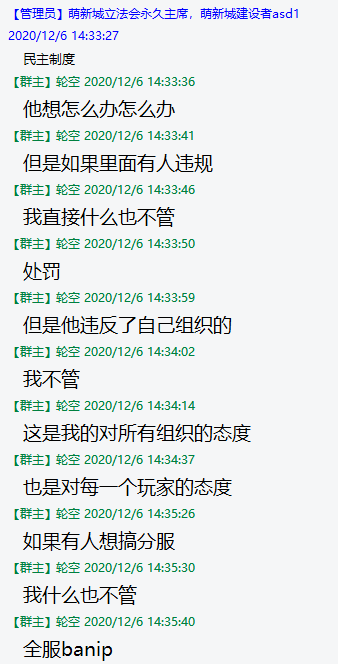 【管理员】萌新城立法会永久主席，萌新城建设者asd1
2020/12/6 14:33:27
民主制度
【群主】轮空 2020/12/6 14:33:36
他想怎么办怎么办
【群主】轮空 2020/12/6 14:33:41
但是如果里面有人违规
【群主】轮空 2020/12/6 14:33:46
我直接什么也不管
【群主】轮空 2020/12/6 14:33:50
处罚
【群主】轮空 2020/12/6 14:33:59
但是他违反了自己组织的
【群主】轮空 2020/12/6 14:34:02
我不管
【群主】轮空 2020/12/6 14:34:14
这是我的对所有组织的态度
【群主】轮空 2020/12/6 14:34:37
也是对每一个玩家的态度
【群主】轮空 2020/12/6 14:35:26
如果有人想搞分服
【群主】轮空 2020/12/6 14:35:30
我什么也不管
【群主】轮空 2020/12/6 14:35:40
全服banip